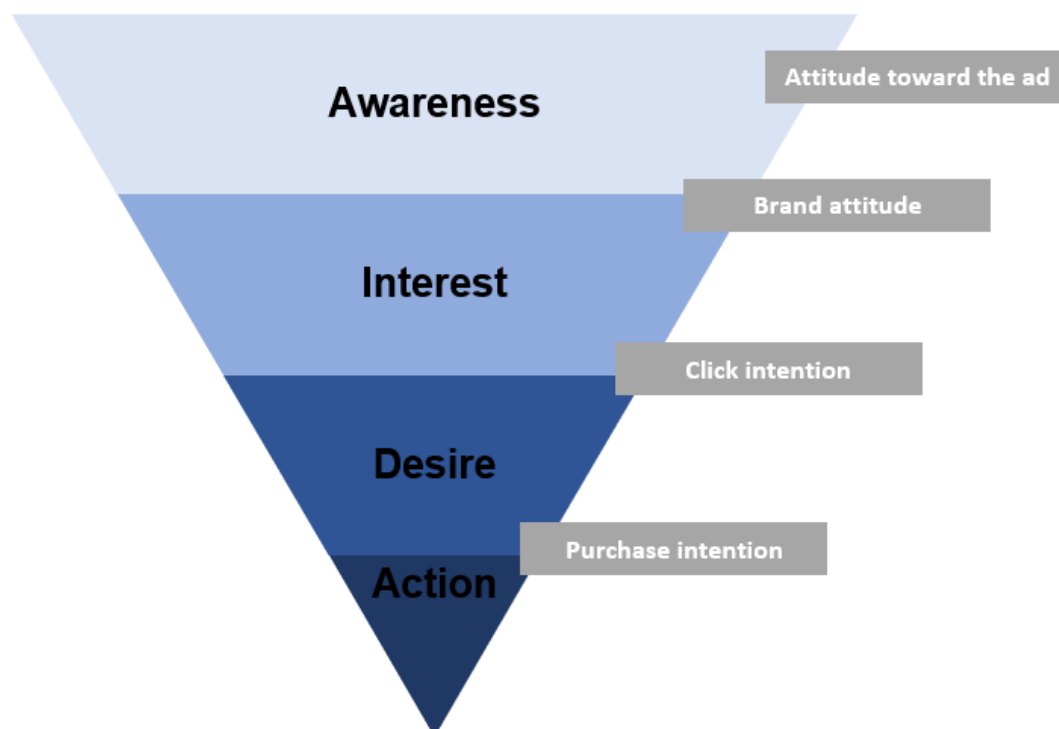 Awareness
Attitude toward the ad
Brand attitude
Interest
Click intention
Desire
Purchase intention
Action